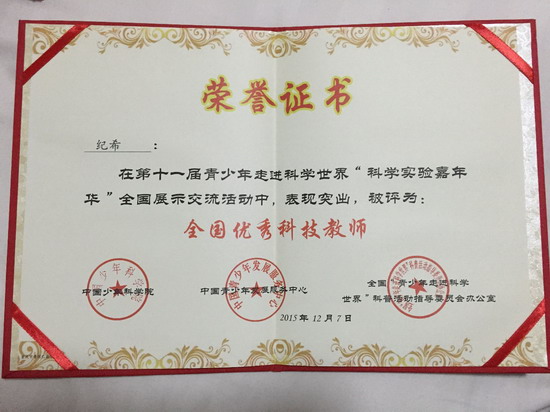 荣誉证书
纪希：
在第十一届青少年走进科学世界“科学实验嘉年
华”全国展示交流活动中，表现突出，被评为：
全国优秀科技教师
中国少年科学院
中国青少年发展服务中心
全国“青少年走进科学
世界”科普活动指导委员会办公室
2015年12月7日